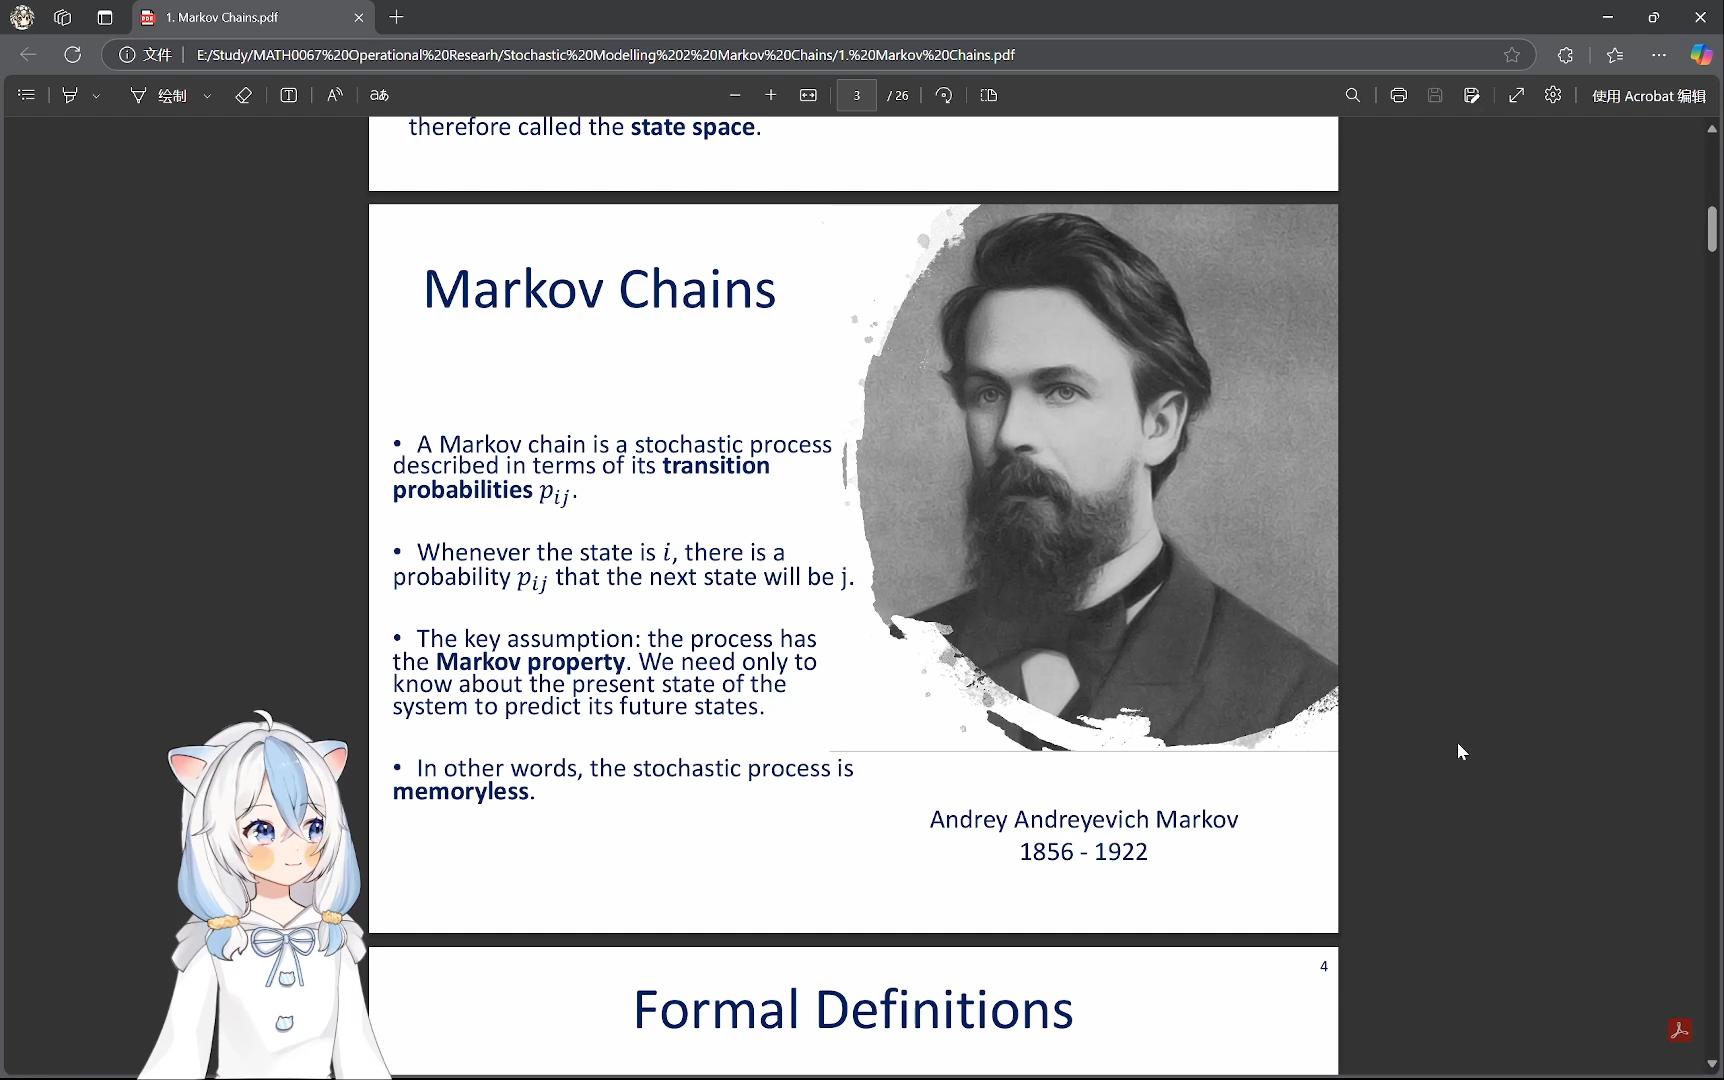 1. Markov Chains.pdf
文件
E:/Study/MATH0067%20Operational%20Researh/Stochastic%20Modelling%202%20Markov%20Chains/1.%20Markov%20Chains.pdf
绘制
aあ
3 / 26
使用 Acrobat 编辑
therefore called the state space.
Markov Chains
• A Markov chain is a stochastic process
described in terms of its transition
probabilities pij.
• Whenever the state is i, there is a
probability pij that the next state will be j.
• The key assumption: the process has
the Markov property. We need only to
know about the present state of the
system to predict its future states.
• In other words, the stochastic process is
memoryless.
Andrey Andreyevich Markov
1856 - 1922
4
Formal Definitions